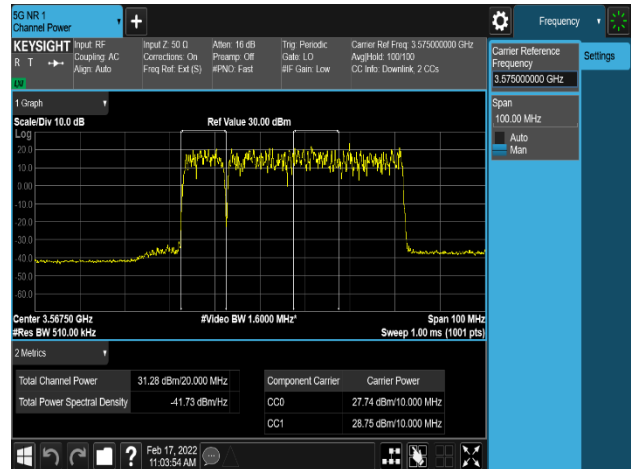 5G NR 1
Channel Power
Frequency
KEYSIGHT
R T
LXI
Input: RF
Coupling: AC
Align: Auto
Input Z: 50 Ω
Corrections: On
Freq Ref: Ext (S)
Atten: 16 dB
Preamp: Off
#PNO: Fast
Trig: Periodic
Gate: LO
#IF Gain: Low
Carrier Ref Freq: 3.575000000 GHz
Avg|Hold: 100/100
CC Info: Downlink, 2 CCs
Carrier Reference
Frequency
3.575000000 GHz
Settings
Span
100.00 MHz
Auto
Man
1 Graph
Scale/Div 10.0 dB
Ref Value 30.00 dBm
Log
20.0
10.0
0.00
-10.0
-20.0
-30.0
-40.0
-50.0
-60.0
Center 3.56750 GHz
#Video BW 1.6000 MHz*
Span 100 MHz
#Res BW 510.00 kHz
Sweep 1.00 ms (1001 pts)
2 Metrics
Total Channel Power 31.28 dBm/20.000 MHz
Total Power Spectral Density -41.73 dBm/Hz
Component Carrier Carrier Power
CC0 27.74 dBm/10.000 MHz
CC1 28.75 dBm/10.000 MHz
Feb 17, 2022
11:03:54 AM